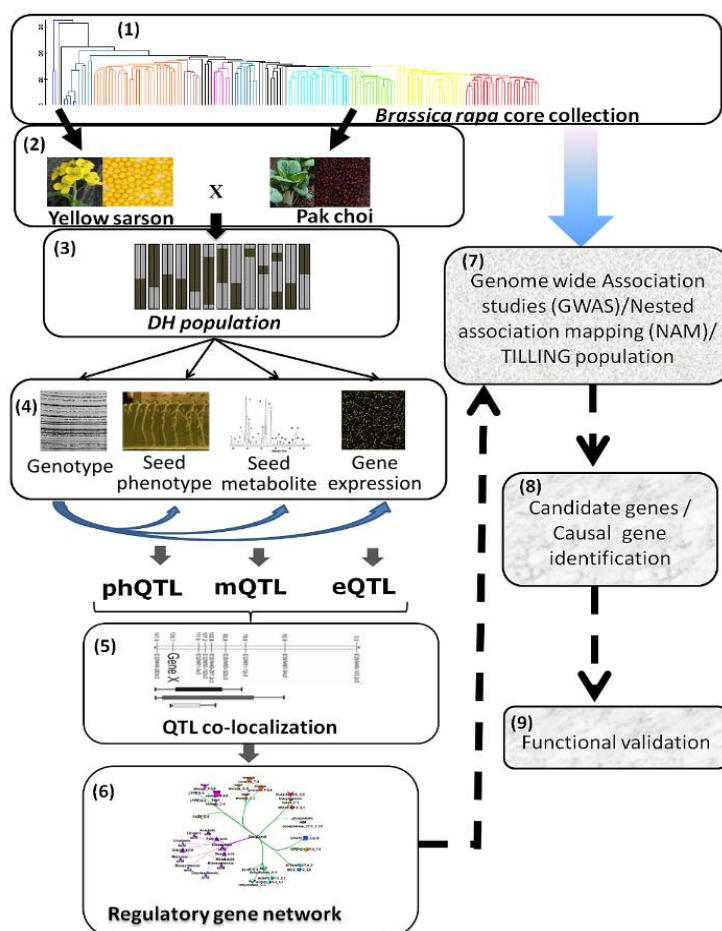 (1)
Brassica rapa core collection
(2)
Yellow sarson
X
Pak choi
(3)
DH population
(4)
Genotype
Seed
phenotype
Seed
metabolite
Gene
expression
phQTL mQTL eQTL
(5)
Gene X
QTL co-localization
(6)
Regulatory gene network
(7)
Genome wide Association
studies (GWAS)/Nested
association mapping (NAM)/
TILLING population
(8)
Candidate genes /
Causal gene
identification
(9)
Functional validation